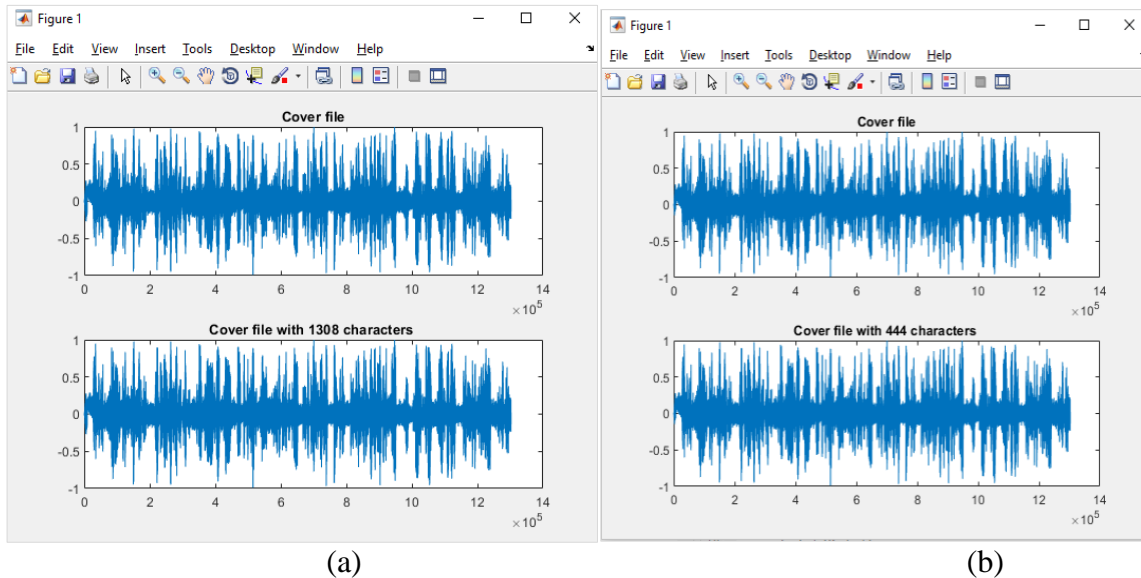 Figure 1
File Edit View Insert Tools Desktop Window Help
Cover file
1
0.5
0
-0.5
-1
0 2 4 6 8 10 12 14
×10^5
Cover file with 1308 characters
1
0.5
0
-0.5
-1
0 2 4 6 8 10 12 14
×10^5
(a)
Figure 1
File Edit View Insert Tools Desktop Window Help
Cover file
1
0.5
0
-0.5
-1
0 2 4 6 8 10 12 14
×10^5
Cover file with 444 characters
1
0.5
0
-0.5
-1
0 2 4 6 8 10 12 14
×10^5
(b)